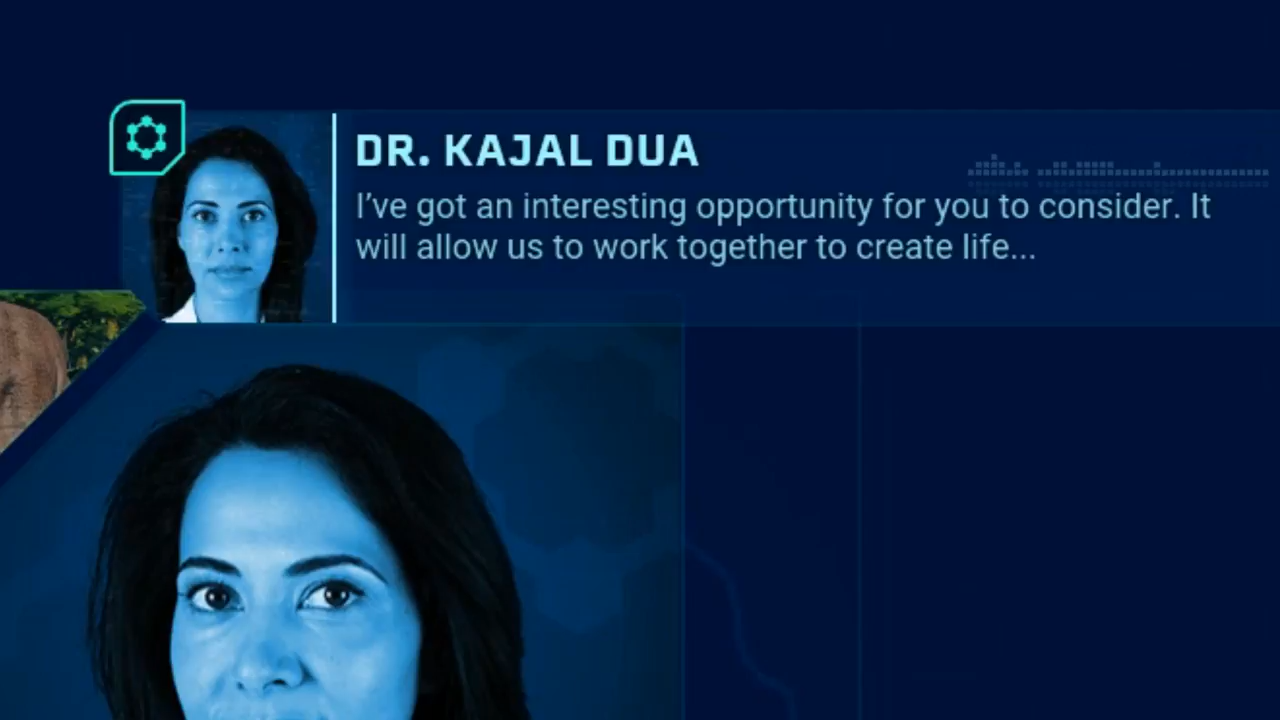 DR. KAJAL DUA
I’ve got an interesting opportunity for you to consider. It
will allow us to work together to create life...